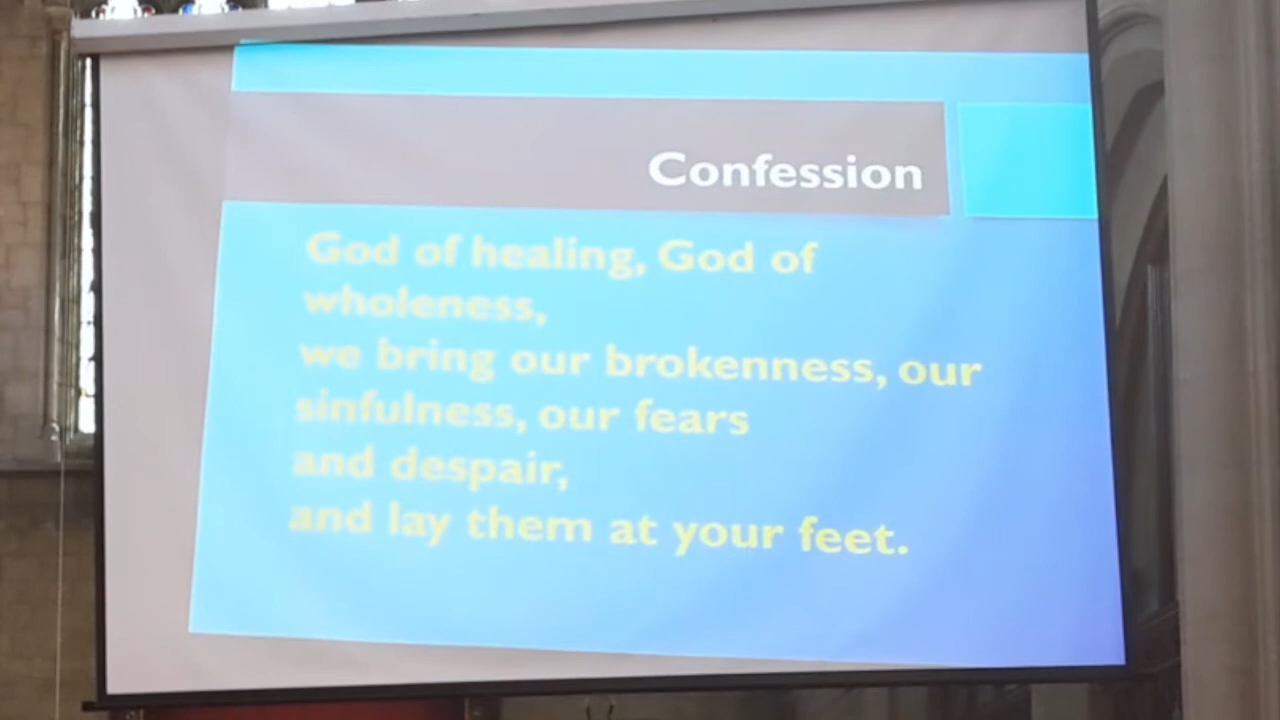 Confession
God of healing, God of
wholeness,
we bring our brokenness, our
sinfulness, our fears
and despair,
and lay them at your feet.